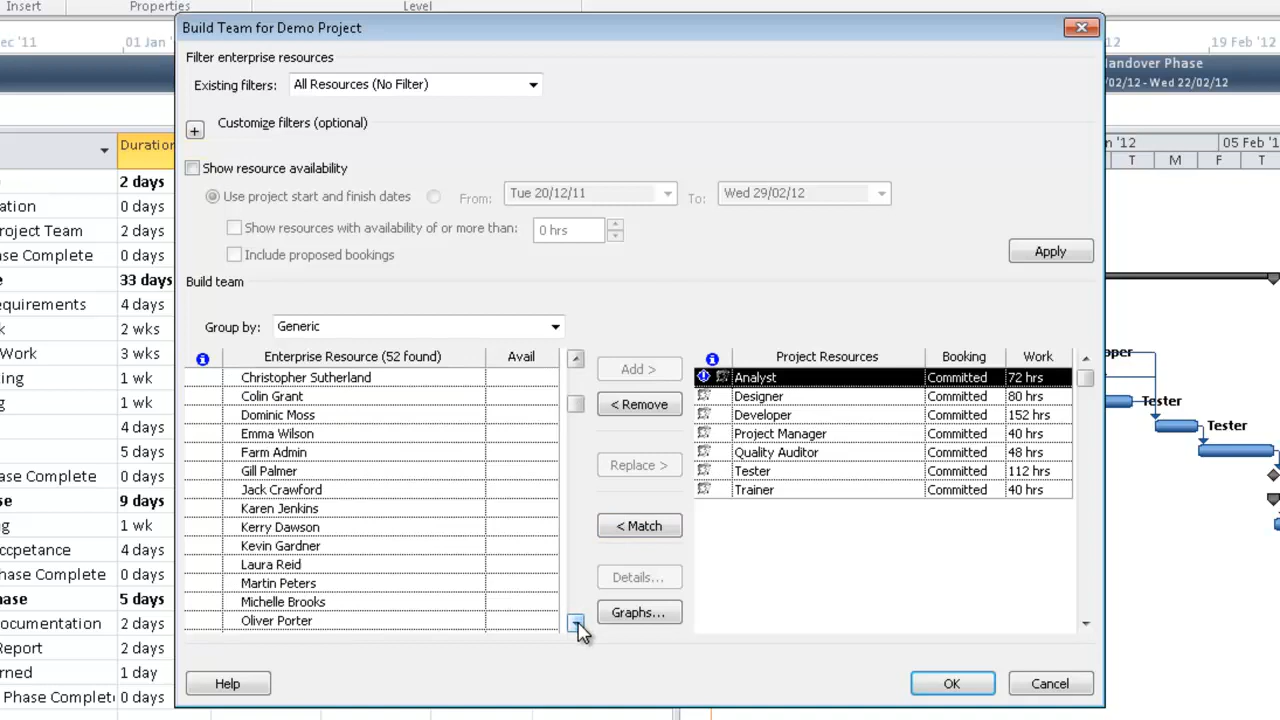 Insert
Properties
Level
Build Team for Demo Project
Filter enterprise resources
Existing filters: All Resources (No Filter)
+ Customize filters (optional)
Show resource availability
Use project start and finish dates From: Tue 20/12/11 To: Wed 29/02/12
Show resources with availability of or more than: 0 hrs
Include proposed bookings
Apply
Build team
Group by: Generic
Enterprise Resource (52 found) Avail
Christopher Sutherland
Colin Grant
Dominic Moss
Emma Wilson
Farm Admin
Gill Palmer
Jack Crawford
Karen Jenkins
Kerry Dawson
Kevin Gardner
Laura Reid
Martin Peters
Michelle Brooks
Oliver Porter
Add >
< Remove
Replace >
< Match
Details...
Graphs...
Project Resources Booking Work
Analyst Committed 72 hrs
Designer Committed 80 hrs
Developer Committed 152 hrs
Project Manager Committed 40 hrs
Quality Auditor Committed 48 hrs
Tester Committed 112 hrs
Trainer Committed 40 hrs
Help
OK
Cancel
ec '11
01 Jan '
Duration
2 days
ation 0 days
roject Team 2 days
se Complete 0 days
e 33 days
equirements 4 days
k 2 wks
Work 3 wks
ing 1 wk
g 1 wk
4 days
5 days
ase Complete 0 days
se 9 days
g 1 wk
ccpetance 4 days
hase Complete 0 days
hase 5 days
ocumentation 2 days
Report 2 days
rned 1 day
Phase Complet 0 days
12
19 Feb '12
Handover Phase
/02/12 - Wed 22/02/12
n '12
05 Feb '1
T M F T
oper
Tester
Tester